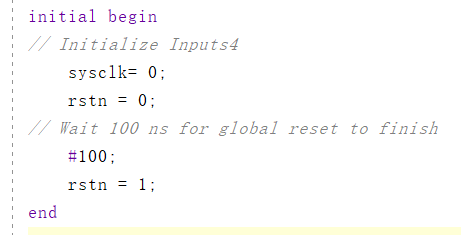 initial begin
// Initialize Inputs4
sysclk= 0;
rstn = 0;
// Wait 100 ns for global reset to finish
#100;
rstn = 1;
end